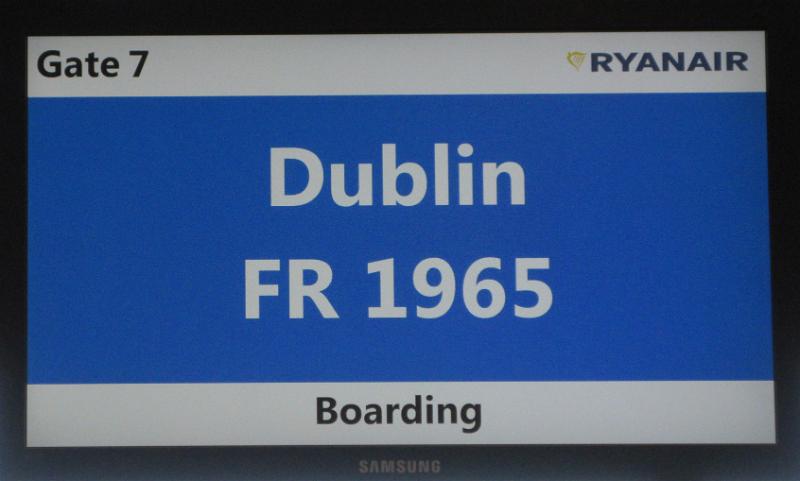 Gate 7
RYANAIR
Dublin
FR 1965
Boarding
SAMSUNG